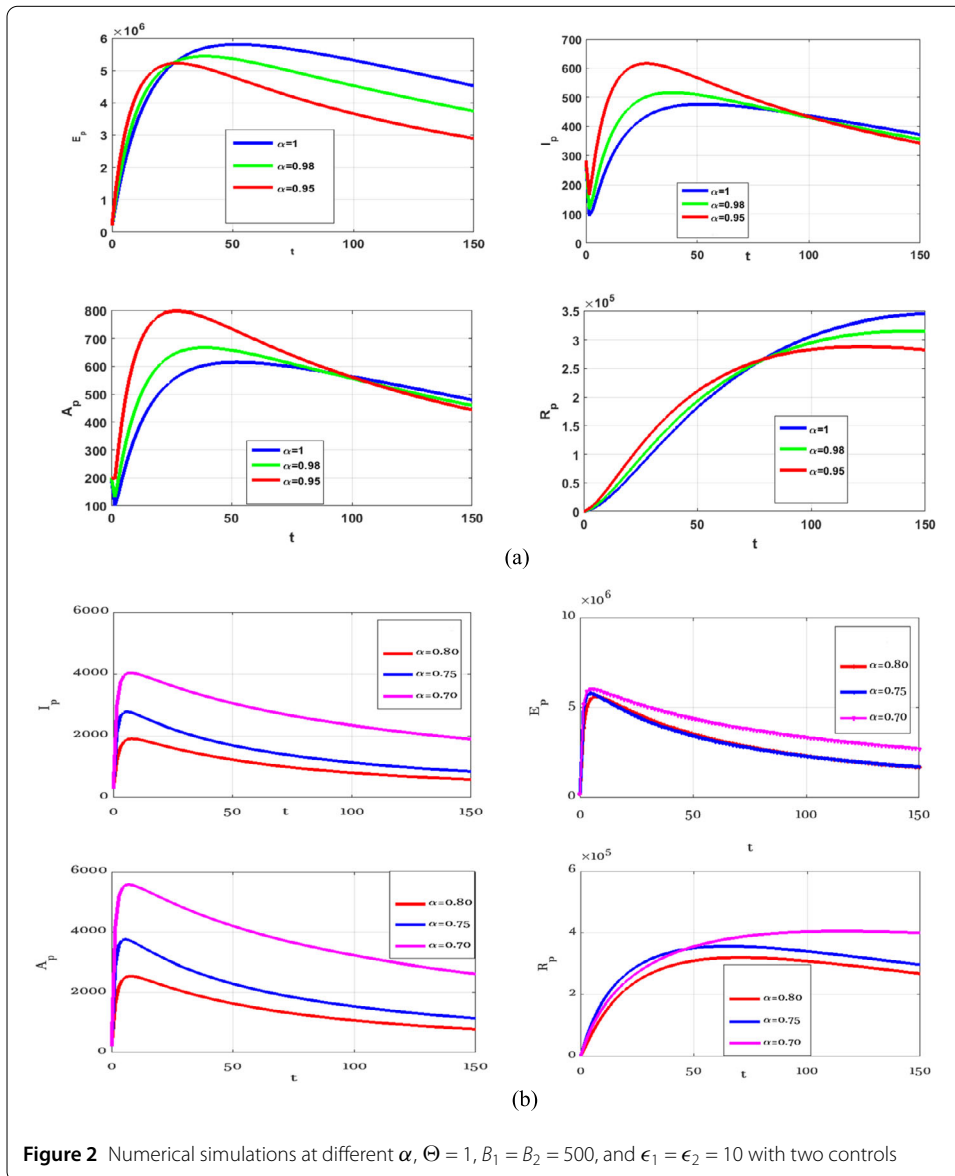 ×10⁶
6
5
4
3
2
1
0
E_p
α=1
α=0.98
α=0.95
0 50 100 150
t
700
600
500
400
300
200
100
0
I_p
α=1
α=0.98
α=0.95
0 50 100 150
t
800
700
600
500
400
300
200
100
A_p
α=1
α=0.98
α=0.95
0 50 100 150
t
×10⁵
3.5
3
2.5
2
1.5
1
0.5
0
R_p
α=1
α=0.98
α=0.95
0 50 100 150
t
(a)
6000
4000
2000
0
I_p
α=0.80
α=0.75
α=0.70
0 50 100 150
t
×10⁶
10
5
0
E_p
α=0.80
α=0.75
α=0.70
0 50 100 150
t
6000
4000
2000
0
A_p
α=0.80
α=0.75
α=0.70
0 50 100 150
t
×10⁵
6
4
2
0
R_p
α=0.80
α=0.75
α=0.70
0 50 100 150
t
(b)
Figure 2 Numerical simulations at different α, Θ = 1, B₁ = B₂ = 500, and ϵ₁ = ϵ₂ = 10 with two controls